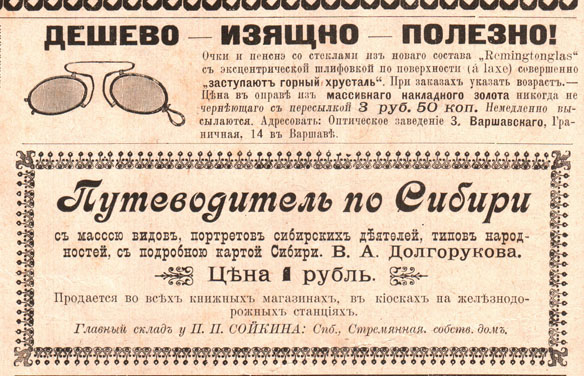 ДЕШЕВО — ИЗЯЩНО — ПОЛЕЗНО!
Очки и пенснэ со стеклами изъ новаго состава „Remingtonglas“
съ эксцентрической шлифовкой по поверхности (à laxe) совершенно
„заступаютъ горный хрусталь“. При заказахъ указать возрастъ.—
Цѣна въ оправѣ изъ массивнаго накладного золота никогда не
чернѣющаго съ пересылкой 3 руб. 50 коп. Немедленно вы-
сылаются. Адресовать: Оптическое заведеніе З. Варшавскаго, Гра-
ничная, 14 въ Варшавѣ.
Путеводитель по Сибири
съ массою видовъ, портретовъ сибирскихъ дѣятелей, типовъ народ-
ностей, съ подробною картой Сибири. В. А. Долгорукова.
Цѣна 1 рубль.
Продается во всѣхъ книжныхъ магазинахъ, въ кіоскахъ на желѣзнодо-
рожныхъ станціяхъ.
Главный складъ у П. П. СОЙКИНА: Спб., Стремянная. собств. домъ.